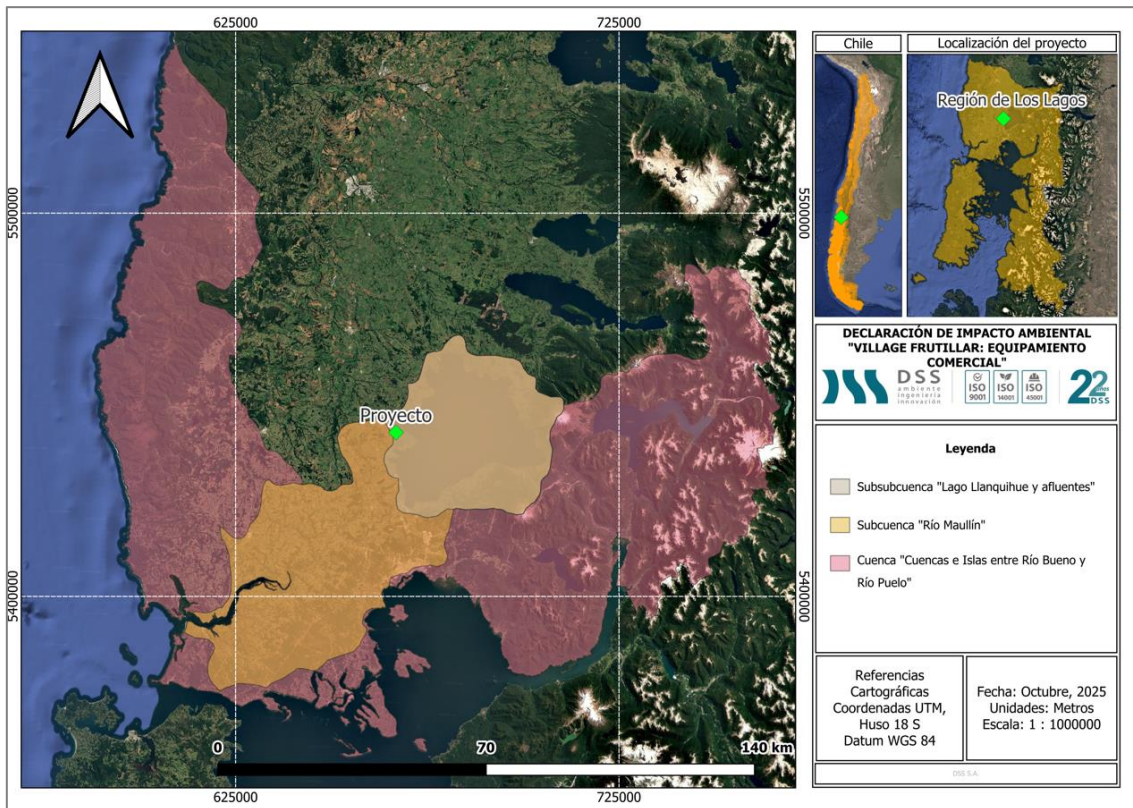 625000
725000
5500000
5500000
5400000
5400000
Proyecto
0
70
140 km
625000
725000
Chile
Localización del proyecto
Región de Los Lagos
DECLARACIÓN DE IMPACTO AMBIENTAL
"VILLAGE FRUTILLAR: EQUIPAMIENTO
COMERCIAL"
DSS
ambiente
ingeniería
innovación
ISO
9001
ISO
14001
ISO
45001
22
años
DSS
Leyenda
Subsubcuenca "Lago Llanquihue y afluentes"
Subcuenca "Río Maullín"
Cuenca "Cuencas e Islas entre Río Bueno y
Río Puelo"
Referencias
Cartográficas
Coordenadas UTM,
Huso 18 S
Datum WGS 84
Fecha: Octubre, 2025
Unidades: Metros
Escala: 1 : 1000000
DSS S.A.